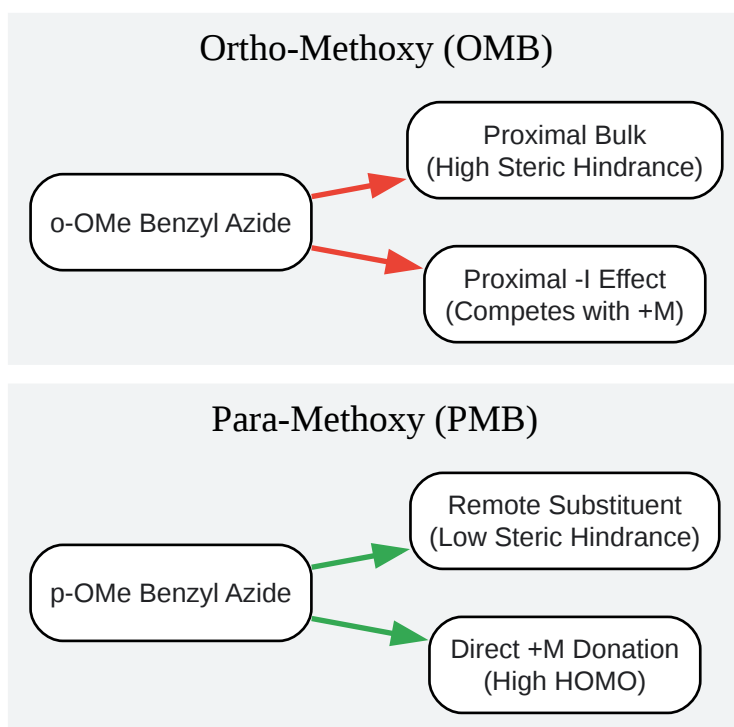 Ortho-Methoxy (OMB)
o-OMe Benzyl Azide
Proximal Bulk
(High Steric Hindrance)
Proximal -I Effect
(Competes with +M)
Para-Methoxy (PMB)
p-OMe Benzyl Azide
Remote Substituent
(Low Steric Hindrance)
Direct +M Donation
(High HOMO)